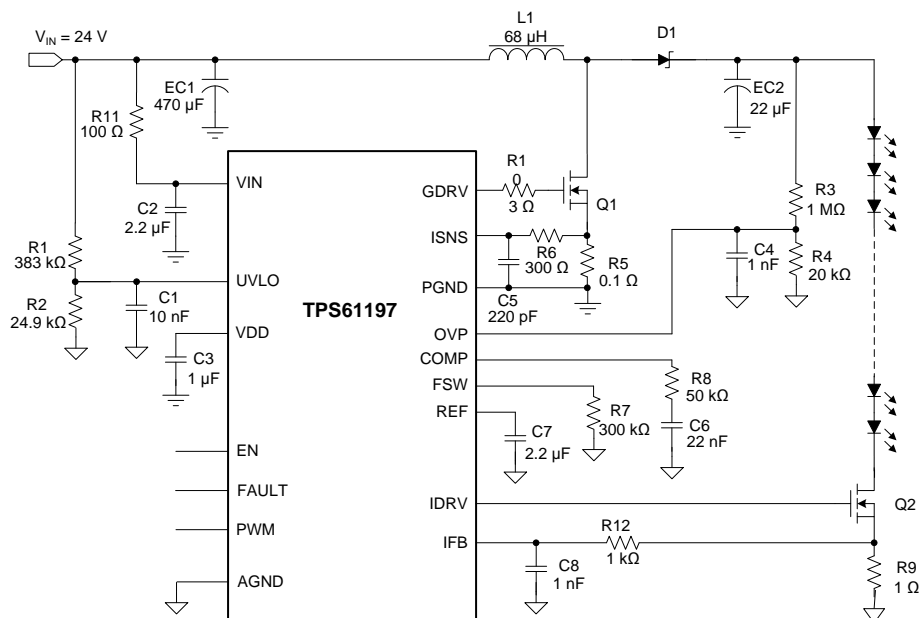 V_IN = 24 V
L1
68 µH
D1
EC1
470 µF
EC2
22 µF
R11
100 Ω
R1
0
3 Ω
Q1
R3
1 MΩ
VIN
GDRV
C2
2.2 µF
ISNS
R6
300 Ω
R5
0.1 Ω
C4
1 nF
R4
20 kΩ
R1
383 kΩ
UVLO
PGND
C5
220 pF
R2
24.9 kΩ
C1
10 nF
TPS61197
VDD
OVP
C3
1 µF
COMP
FSW
REF
R8
50 kΩ
R7
300 kΩ
C6
22 nF
C7
2.2 µF
EN
FAULT
IDRV
Q2
PWM
IFB
R12
1 kΩ
AGND
C8
1 nF
R9
1 Ω